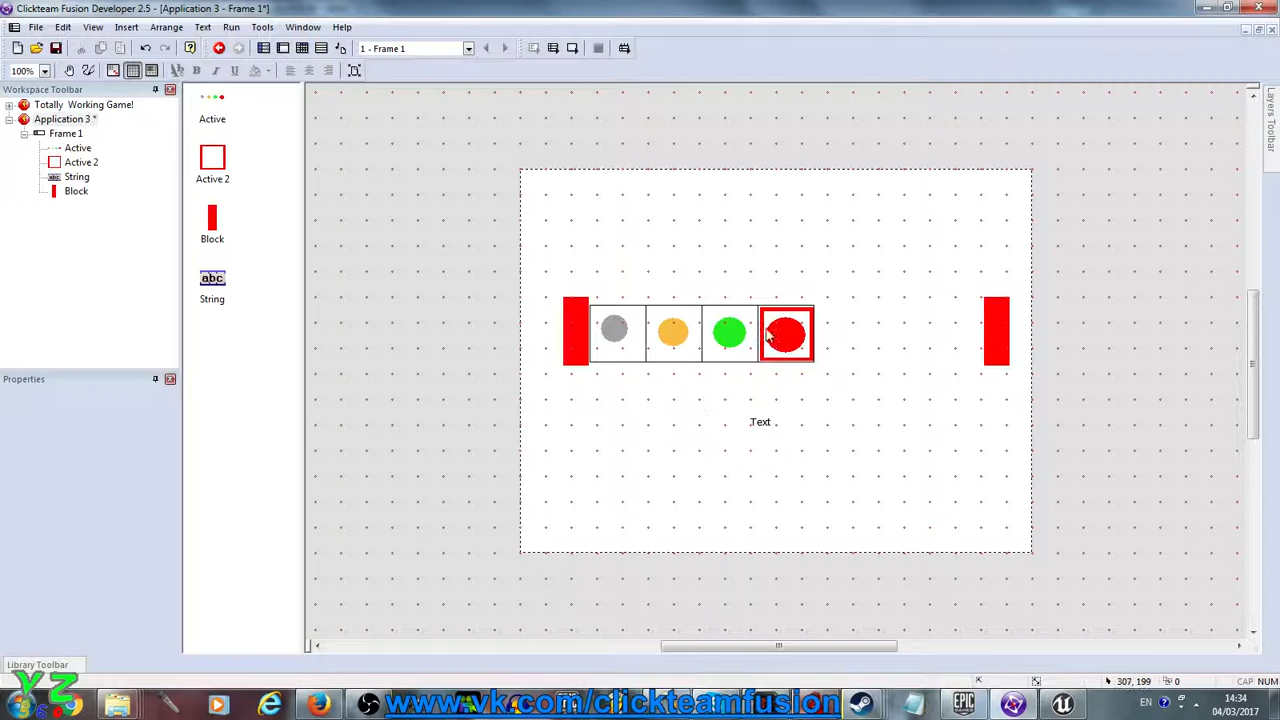 Clickteam Fusion Developer 2.5 - [Application 3 - Frame 1*]
File Edit View Insert Arrange Text Run Tools Window Help
1 - Frame 1
100%
Workspace Toolbar
Totally Working Game!
Application 3 *
Frame 1
Active
Active 2
String
Block
Properties
Library Toolbar
Active
Active 2
Block
abc
String
Text
Layers Toolbar
307, 199
0
CAP NUM
YZ
www.vk.com/clickteamfusion
EPIC GAMES
EN
14:34
04/03/2017